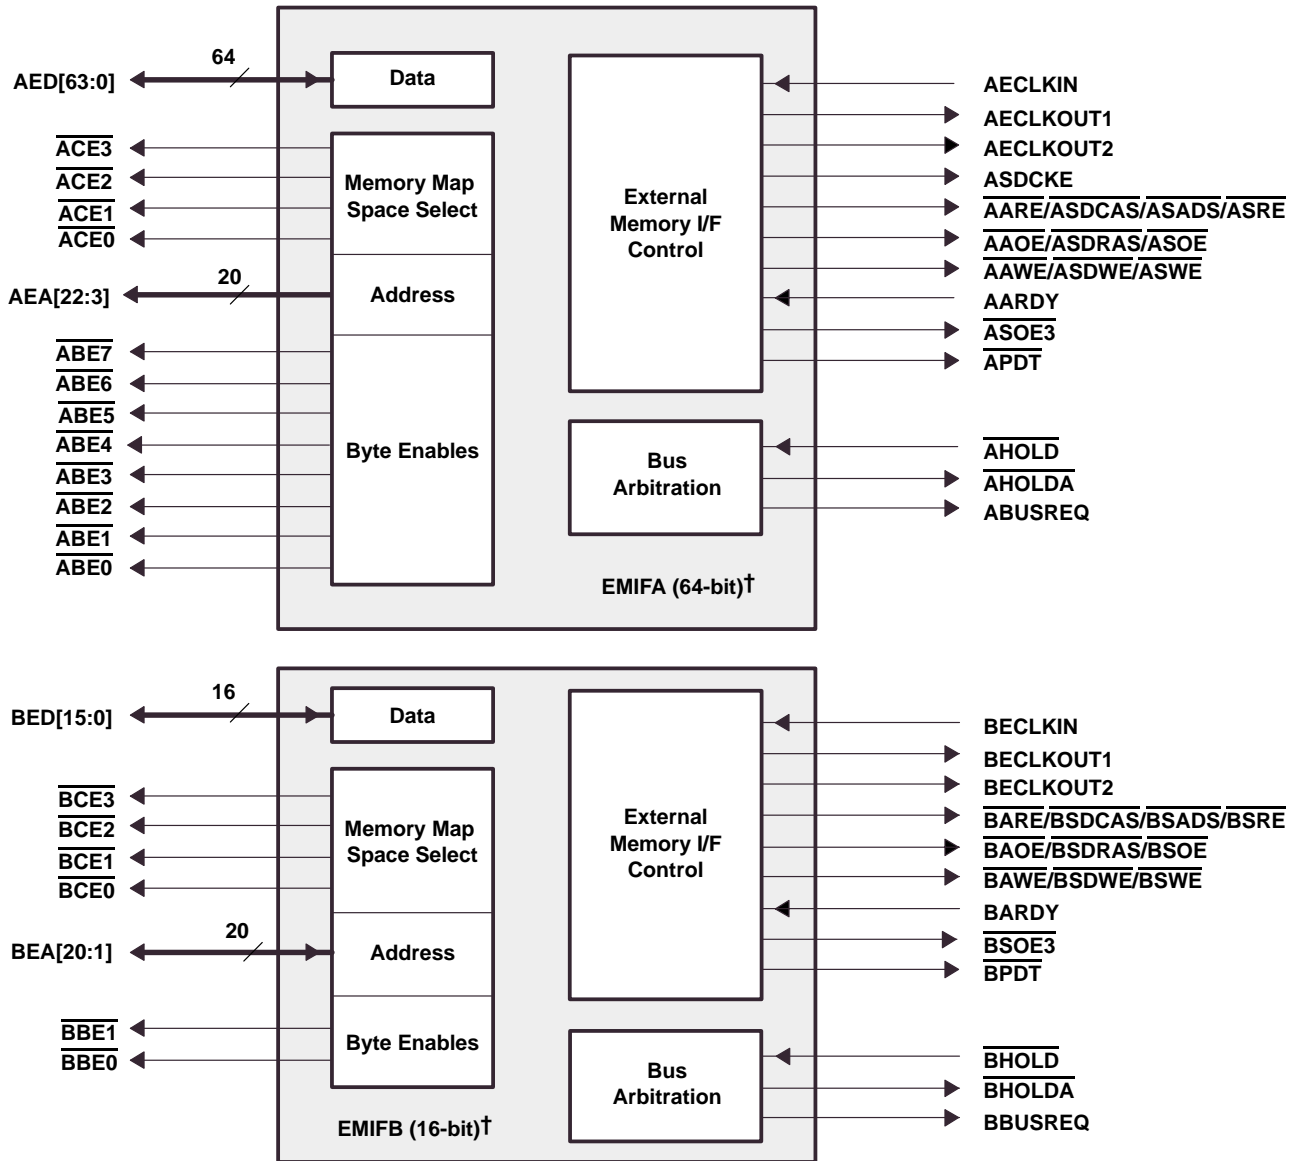 64
AED[63:0]
Data
ACE3
ACE2
ACE1
ACE0
Memory Map
Space Select
20
AEA[22:3]
Address
ABE7
ABE6
ABE5
ABE4
ABE3
ABE2
ABE1
ABE0
Byte Enables
External
Memory I/F
Control
AECLKIN
AECLKOUT1
AECLKOUT2
ASDCKE
AARE/ASDCAS/ASADS/ASRE
AAOE/ASDRAS/ASOE
AAWE/ASDWE/ASWE
AARDY
ASOE3
APDT
Bus
Arbitration
AHOLD
AHOLDA
ABUSREQ
EMIFA (64-bit)†
16
BED[15:0]
Data
BCE3
BCE2
BCE1
BCE0
Memory Map
Space Select
20
BEA[20:1]
Address
BBE1
BBE0
Byte Enables
External
Memory I/F
Control
BECLKIN
BECLKOUT1
BECLKOUT2
BARE/BSDCAS/BSADS/BSRE
BAOE/BSDRAS/BSOE
BAWE/BSDWE/BSWE
BARDY
BSOE3
BPDT
Bus
Arbitration
BHOLD
BHOLDA
BBUSREQ
EMIFB (16-bit)†